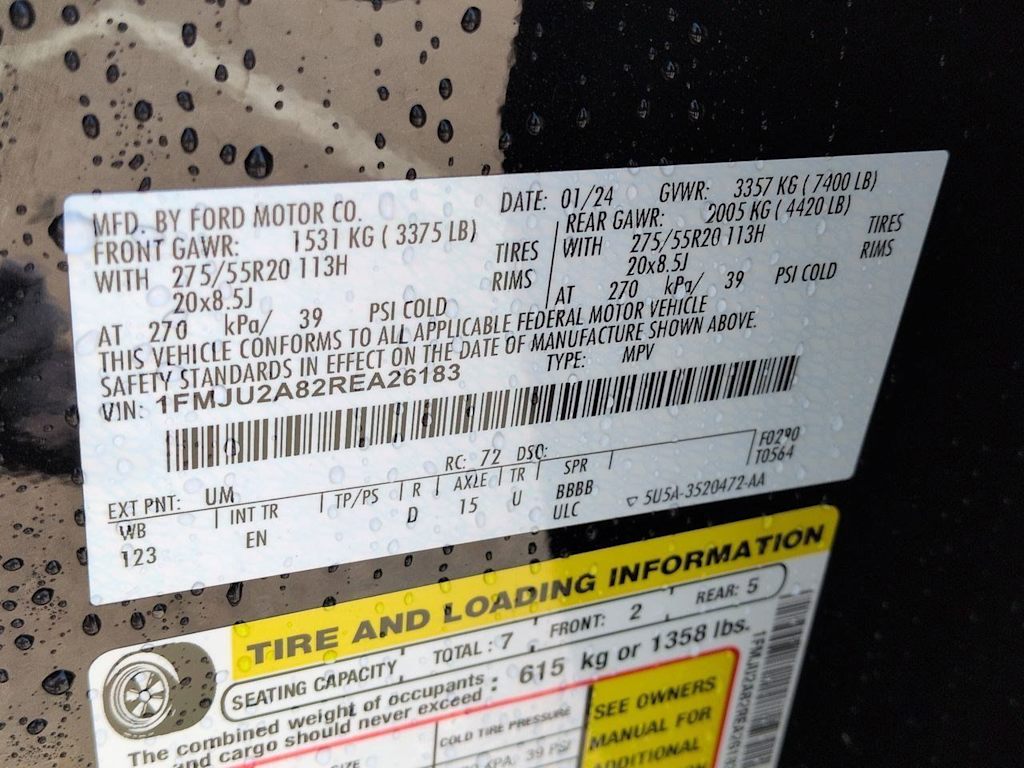 MFD. BY FORD MOTOR CO. DATE: 01/24 GVWR: 3357 KG ( 7400 LB)
FRONT GAWR: 1531 KG ( 3375 LB) REAR GAWR: 2005 KG ( 4420 LB)
WITH 275/55R20 113H TIRES WITH 275/55R20 113H TIRES
20x8.5J RIMS 20x8.5J RIMS
AT 270 kPa/ 39 PSI COLD AT 270 kPa/ 39 PSI COLD
THIS VEHICLE CONFORMS TO ALL APPLICABLE FEDERAL MOTOR VEHICLE
SAFETY STANDARDS IN EFFECT ON THE DATE OF MANUFACTURE SHOWN ABOVE.
VIN: 1FMJU2A82REA26183 TYPE: MPV
EXT PNT: UM RC: 72 DSO: F0290
WB INT TR TP/PS R AXLE TR SPR T0564
123 EN D 15 U BBBB
ULC 5U5A-3520472-AA
TIRE AND LOADING INFORMATION
SEATING CAPACITY TOTAL : 7 FRONT: 2 REAR: 5
The combined weight of occupants
and cargo should never exceed : 615 kg or 1358 lbs.
COLD TIRE PRESSURE
KPA, 39 PSI
SEE OWNERS
MANUAL FOR
ADDITIONAL